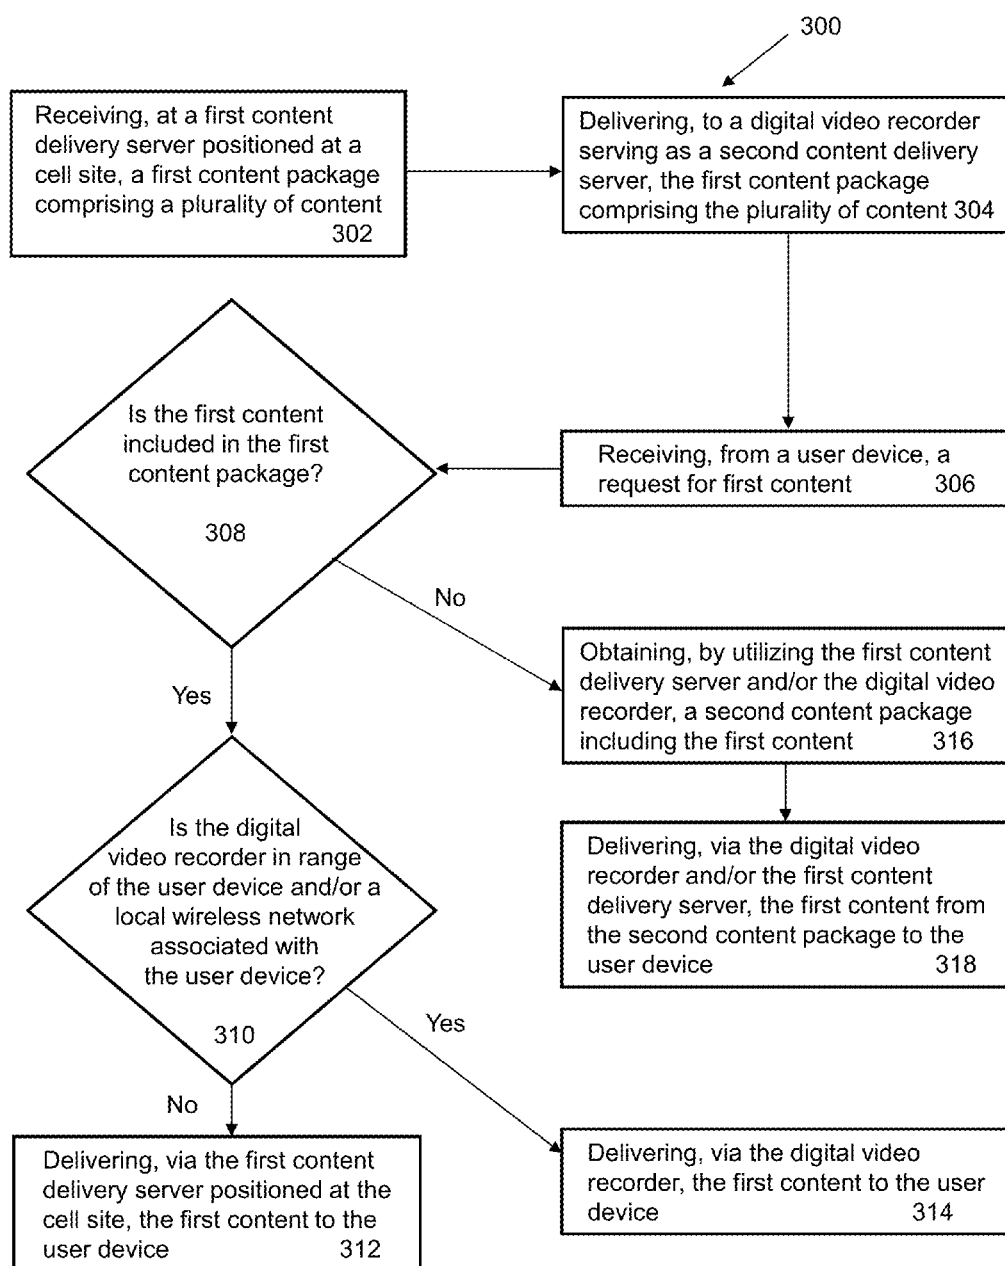 300
Receiving, at a first content
delivery server positioned at a
cell site, a first content package
comprising a plurality of content
302
Delivering, to a digital video recorder
serving as a second content delivery
server, the first content package
comprising the plurality of content 304
Receiving, from a user device, a
request for first content 306
Is the first content
included in the first
content package?
308
No
Yes
Obtaining, by utilizing the first content
delivery server and/or the digital video
recorder, a second content package
including the first content 316
Delivering, via the digital video
recorder and/or the first content
delivery server, the first content from
the second content package to the
user device 318
Is the digital
video recorder in range
of the user device and/or a
local wireless network
associated with
the user device?
310
Yes
No
Delivering, via the first content
delivery server positioned at the
cell site, the first content to the
user device 312
Delivering, via the digital video
recorder, the first content to the user
device 314